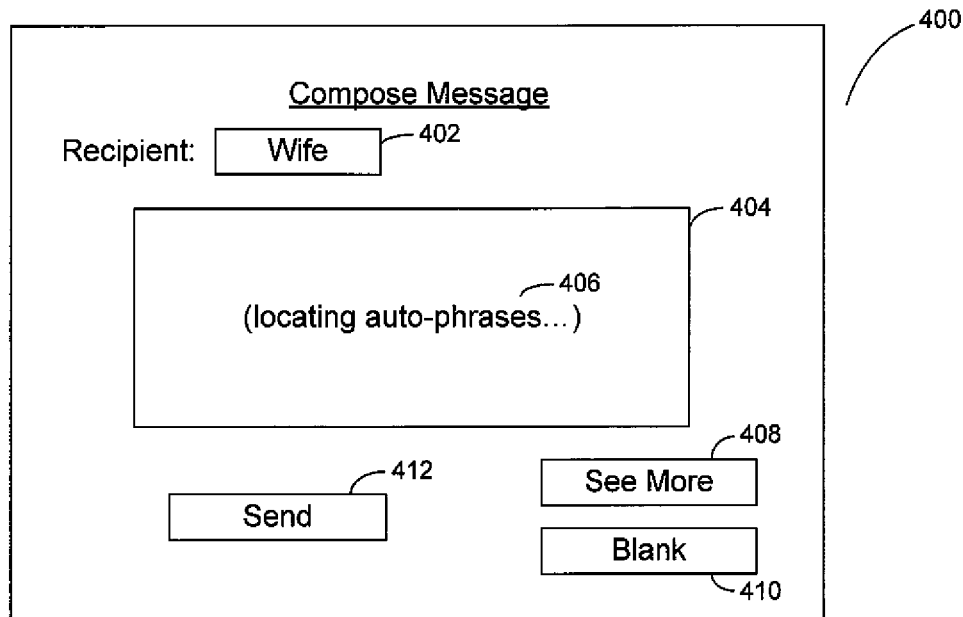 400
Compose Message
Recipient: Wife 402
404
406
(locating auto-phrases...)
408
412 See More
Send
Blank
410